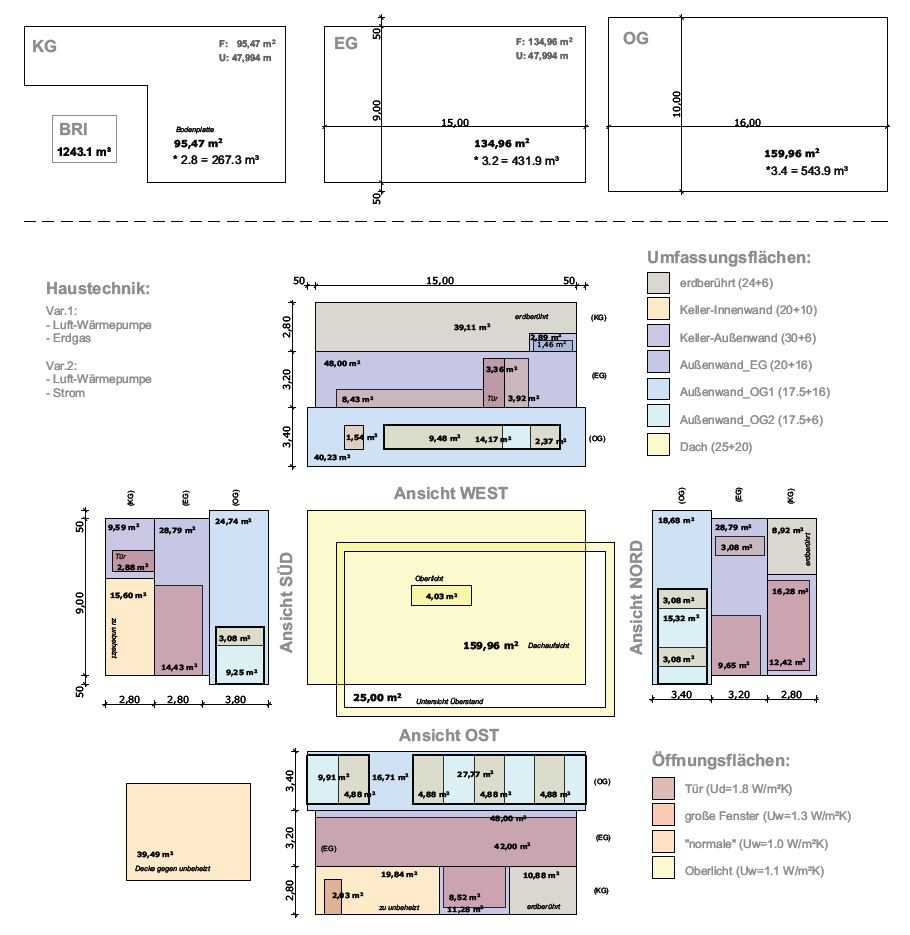 KG
F: 95,47 m²
U: 47,994 m
BRI
1243.1 m³
Bodenplatte
95,47 m²
* 2.8 = 267.3 m³
50
EG
F: 134,96 m²
U: 47,994 m
9,00
15,00
134,96 m²
* 3.2 = 431.9 m³
50
OG
10,00
16,00
159,96 m²
*3.4 = 543.9 m³
Haustechnik:
Var.1:
- Luft-Wärmepumpe
- Erdgas
Var.2:
- Luft-Wärmepumpe
- Strom
50
15,00
50
2,80
erdberührt
39,11 m²
2,89 m²
1,46 m²
(KG)
3,20
48,00 m²
3,36 m²
8,43 m²
Tür
3,92 m²
(EG)
3,40
1,54 m²
9,48 m²
14,17 m²
2,37 m²
40,23 m²
(OG)
Umfassungsflächen:
erdberührt (24+6)
Keller-Innenwand (20+10)
Keller-Außenwand (30+6)
Außenwand_EG (20+16)
Außenwand_OG1 (17.5+16)
Außenwand_OG2 (17.5+6)
Dach (25+20)
Ansicht WEST
(KG)
(EG)
(OG)
50
9,00
50
9,59 m²
28,79 m²
24,74 m²
Tür
2,88 m²
15,60 m²
zu unbeheizt
14,43 m²
3,08 m²
9,25 m²
2,80
2,80
3,80
Ansicht SÜD
Oberlicht
4,03 m²
159,96 m²
Dachaufsicht
25,00 m²
Untersicht Überstand
Ansicht NORD
(OG)
(EG)
(KG)
18,68 m²
28,79 m²
8,92 m²
3,08 m²
erdberührt
3,08 m²
15,32 m²
16,28 m²
3,08 m²
9,65 m²
12,42 m²
3,40
3,20
2,80
Ansicht OST
3,40
9,91 m²
16,71 m²
27,77 m²
4,88 m²
4,88 m²
4,88 m²
4,88 m²
(OG)
3,20
48,00 m²
(EG)
42,00 m²
(EG)
2,80
19,84 m²
10,88 m²
2,03 m²
8,52 m²
zu unbeheizt
11,28 m²
erdberührt
(KG)
39,49 m²
Decke gegen unbeheizt
Öffnungsflächen:
Tür (Ud=1.8 W/m²K)
große Fenster (Uw=1.3 W/m²K)
"normale" (Uw=1.0 W/m²K)
Oberlicht (Uw=1.1 W/m²K)